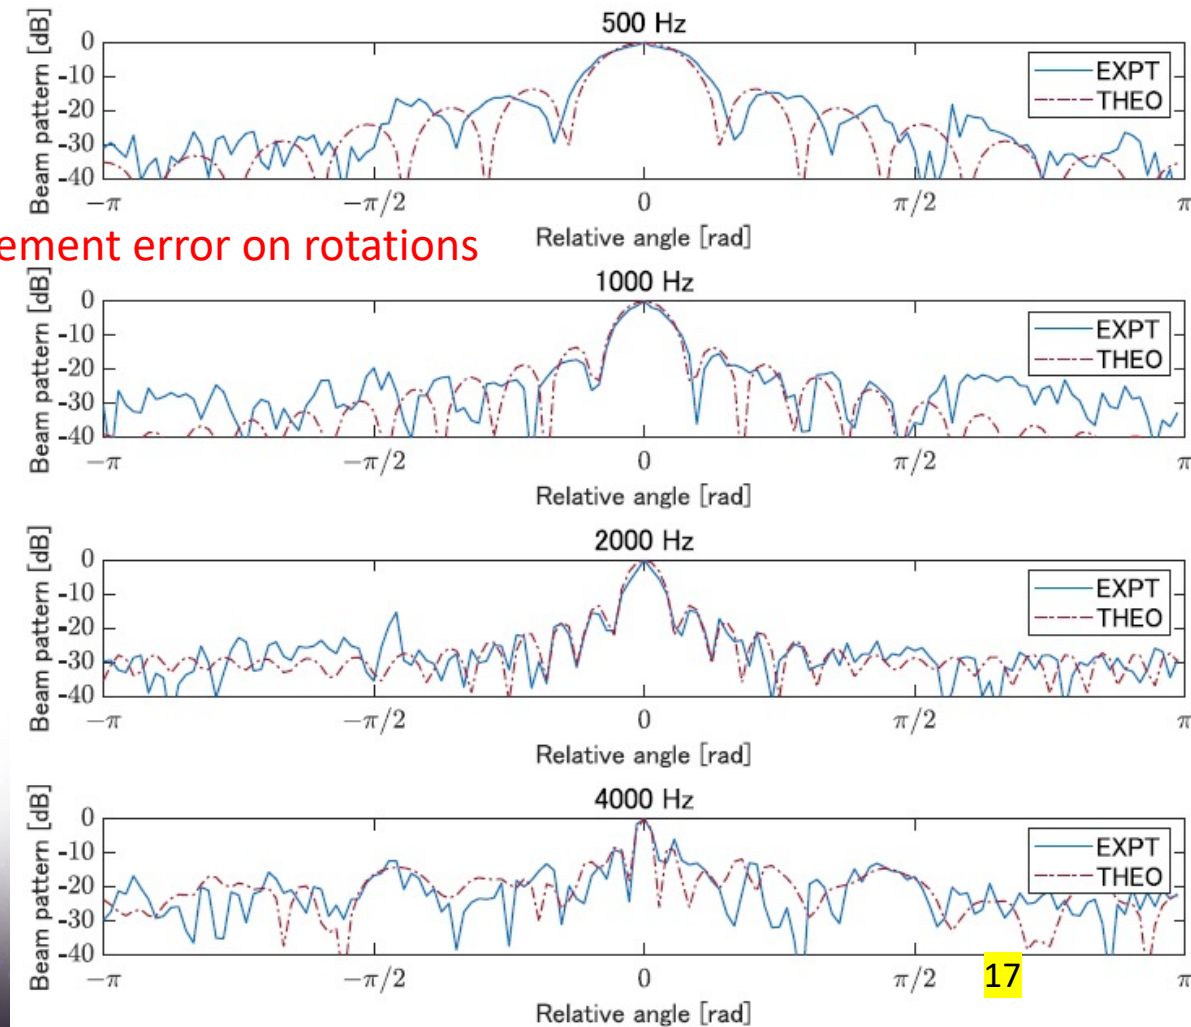 500 Hz
Beam pattern [dB]
0
-10
-20
-30
-40
EXPT
THEO
−π
−π/2
0
π/2
π
Relative angle [rad]
ement error on rotations
1000 Hz
Beam pattern [dB]
0
-10
-20
-30
-40
EXPT
THEO
−π
−π/2
0
π/2
π
Relative angle [rad]
2000 Hz
Beam pattern [dB]
0
-10
-20
-30
-40
EXPT
THEO
−π
−π/2
0
π/2
π
Relative angle [rad]
4000 Hz
Beam pattern [dB]
0
-10
-20
-30
-40
EXPT
THEO
−π
−π/2
0
π/2
π
17
Relative angle [rad]